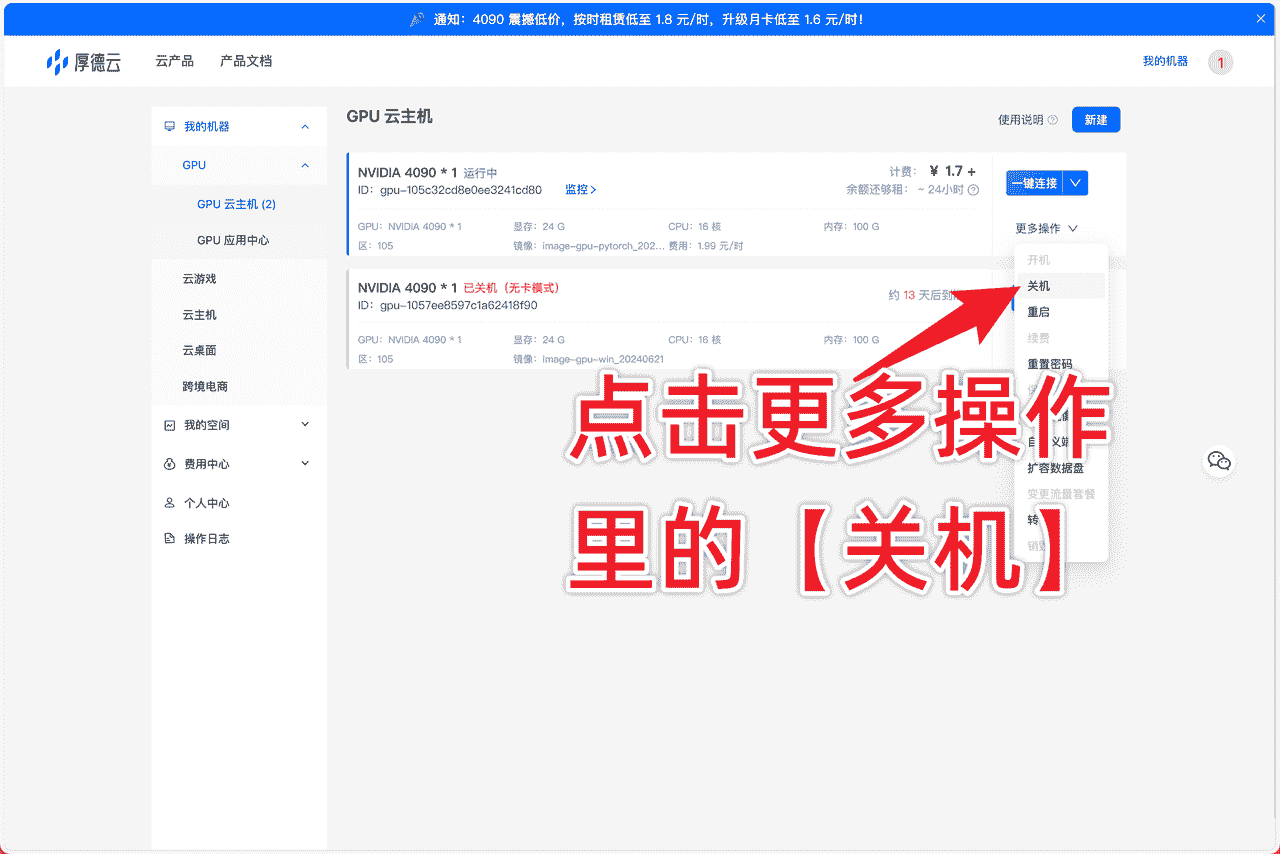 通知：4090 震撼低价，按时租赁低至 1.8 元/时，升级月卡低至 1.6 元/时！
厚德云
云产品
产品文档
我的机器
1
我的机器
GPU
GPU 云主机 (2)
GPU 应用中心
云游戏
云主机
云桌面
跨境电商
我的空间
费用中心
个人中心
操作日志
GPU 云主机
使用说明
新建
NVIDIA 4090 * 1 运行中
计费： ¥ 1.7 +
ID：gpu-105c32cd8e0ee3241cd80 监控 >
余额还够租： ~ 24小时
GPU：NVIDIA 4090 * 1 显存：24 G CPU：16 核 内存：100 G
区：105 镜像：image-gpu-pytorch_202... 费用：1.99 元/时
一键连接
更多操作
NVIDIA 4090 * 1 已关机（无卡模式）
ID：gpu-1057ee8597c1a62418f90
约 13 天后到
GPU：NVIDIA 4090 * 1 显存：24 G CPU：16 核 内存：100 G
区：105 镜像：image-gpu-win_20240621
开机
关机
重启
续费
重置密码
扩容数据盘
变更流量套餐
点击更多操作
里的【关机】